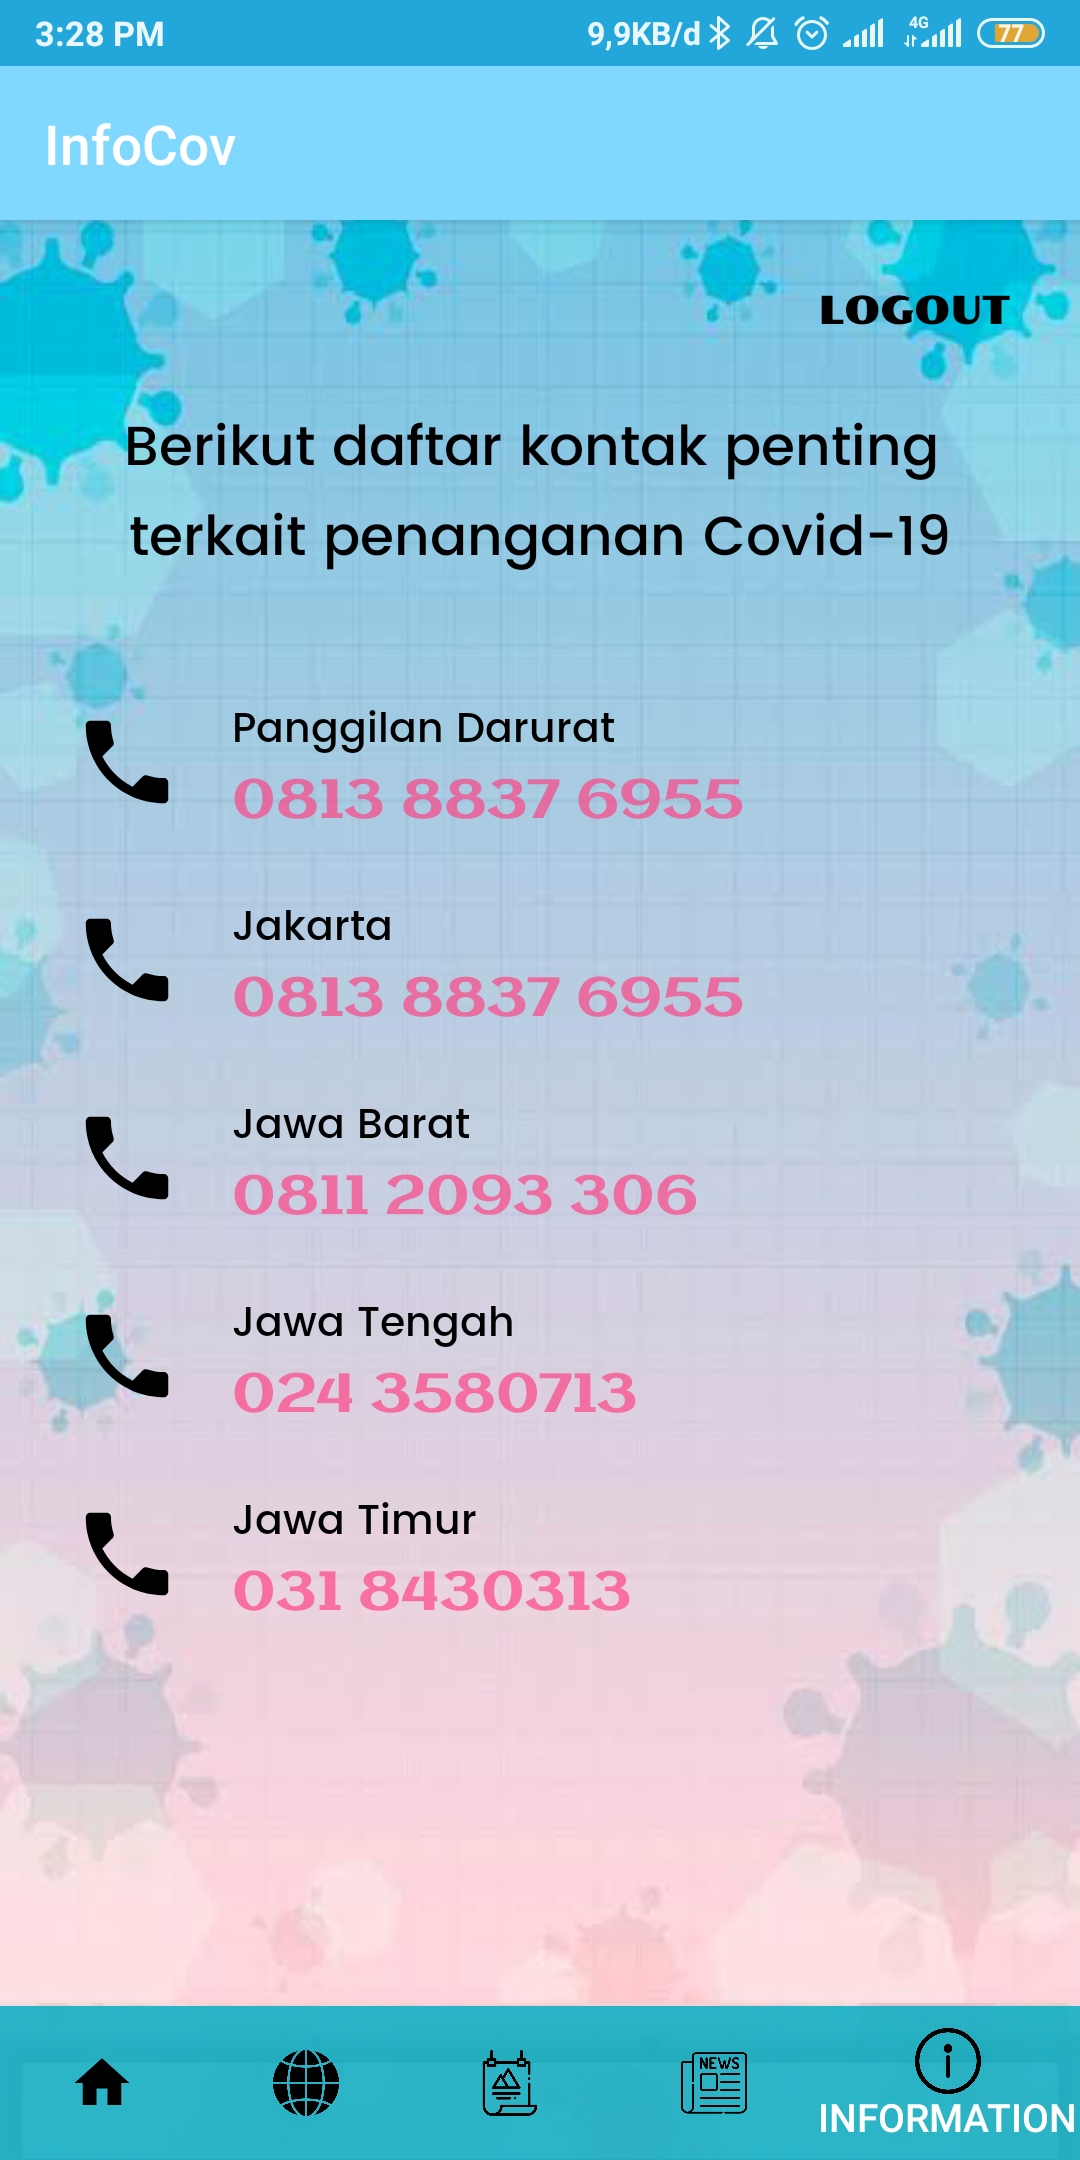 3:28 PM 9,9KB/d 4G 77
InfoCov
LOGOUT
Berikut daftar kontak penting
terkait penanganan Covid-19
Panggilan Darurat
0813 8837 6955
Jakarta
0813 8837 6955
Jawa Barat
0811 2093 306
Jawa Tengah
024 3580713
Jawa Timur
031 8430313
NEWS
INFORMATION